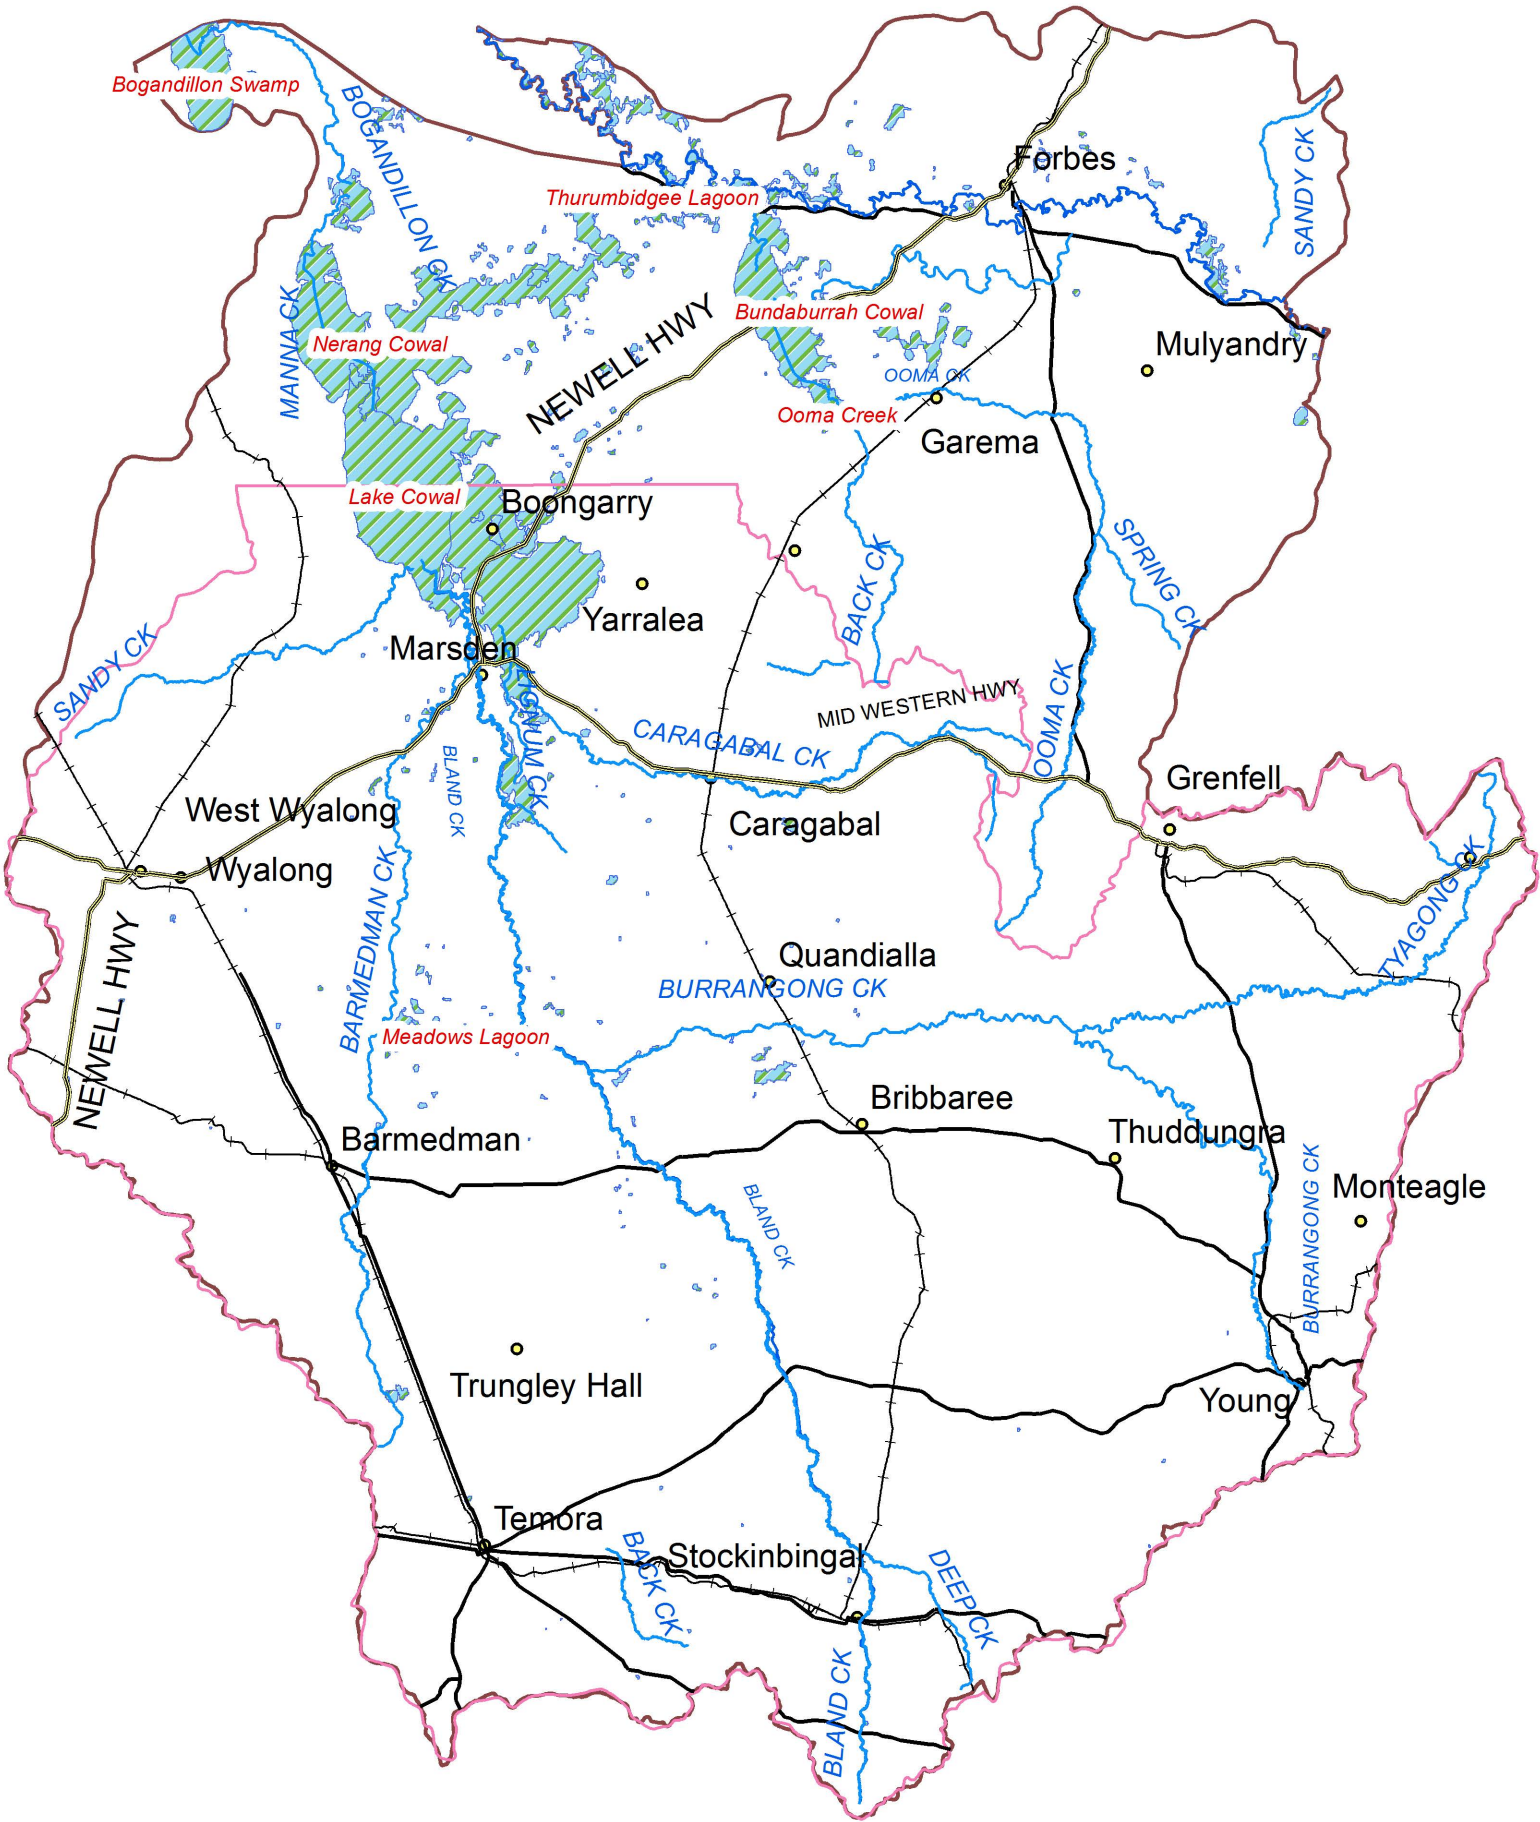 Bogandillon Swamp
BOGANDILLON CK
Forbes
SANDY CK
Thurumbidgee Lagoon
MANNA CK
Nerang Cowal
NEWELL HWY
Bundaburrah Cowal
Mulyandry
OOMA CK
Ooma Creek
Garema
Lake Cowal
Boongarry
SPRING CK
BACK CK
Yarralea
Marsden
SANDY CK
LIGNUM CK
MID WESTERN HWY
OOMA CK
CARAGABAL CK
BLAND CK
Grenfell
West Wyalong
Caragabal
Wyalong
TYAGONG CK
BARMEDMAN CK
NEWELL HWY
Quandialla
BURRANGONG CK
Meadows Lagoon
Bribbaree
Thuddungra
Barmedman
BURRANGONG CK
Monteagle
BLAND CK
Trungley Hall
Young
Temora
BACK CK
Stockinbingal
DEEP CK
BLAND CK